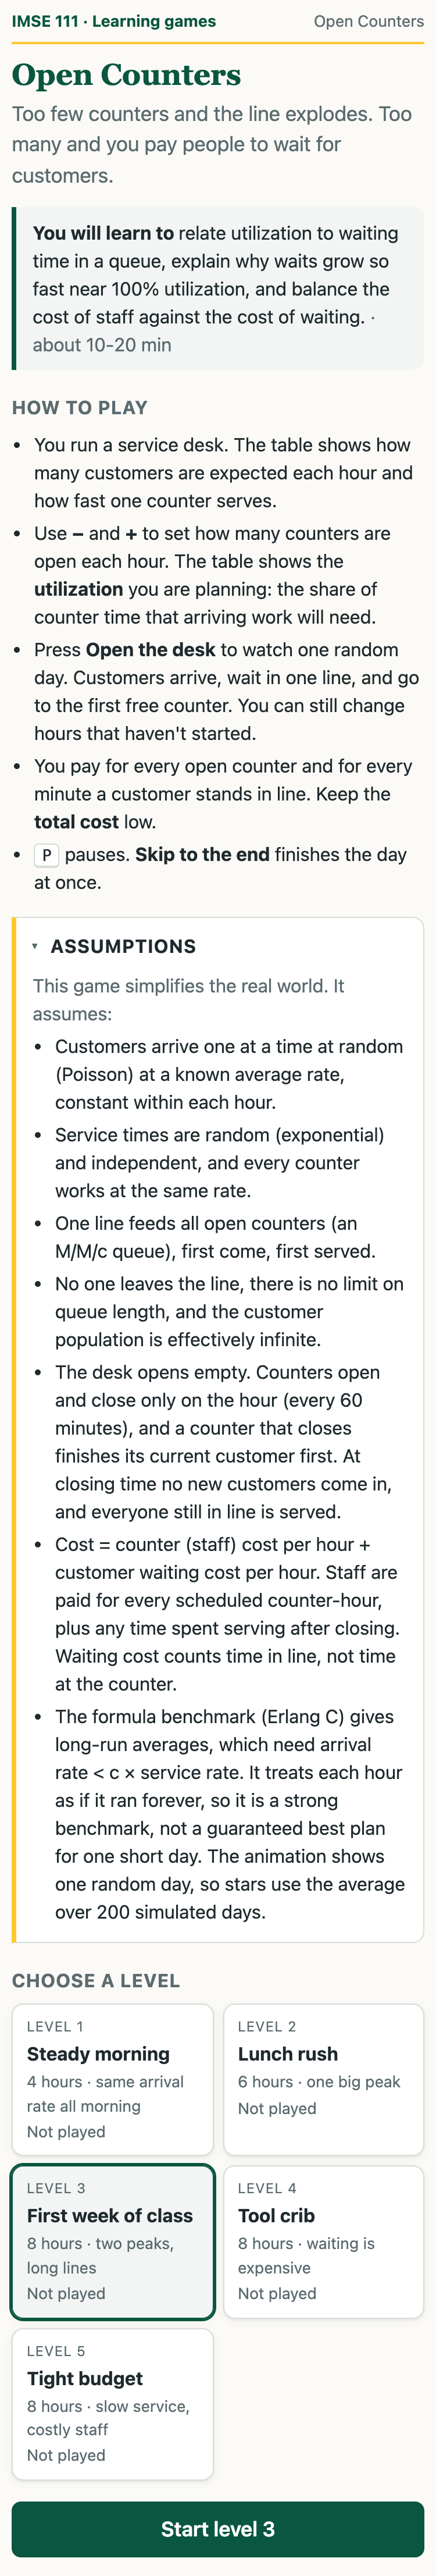 IMSE 111 · Learning games
Open Counters
Open Counters
Too few counters and the line explodes. Too
many and you pay people to wait for
customers.
You will learn to relate utilization to waiting
time in a queue, explain why waits grow so
fast near 100% utilization, and balance the
cost of staff against the cost of waiting. ·
about 10-20 min
HOW TO PLAY
• You run a service desk. The table shows how
many customers are expected each hour and
how fast one counter serves.
• Use − and + to set how many counters are
open each hour. The table shows the
utilization you are planning: the share of
counter time that arriving work will need.
• Press Open the desk to watch one random
day. Customers arrive, wait in one line, and go
to the first free counter. You can still change
hours that haven't started.
• You pay for every open counter and for every
minute a customer stands in line. Keep the
total cost low.
• P pauses. Skip to the end finishes the day
at once.
▾ ASSUMPTIONS
This game simplifies the real world. It
assumes:
• Customers arrive one at a time at random
(Poisson) at a known average rate,
constant within each hour.
• Service times are random (exponential)
and independent, and every counter
works at the same rate.
• One line feeds all open counters (an
M/M/c queue), first come, first served.
• No one leaves the line, there is no limit on
queue length, and the customer
population is effectively infinite.
• The desk opens empty. Counters open
and close only on the hour (every 60
minutes), and a counter that closes
finishes its current customer first. At
closing time no new customers come in,
and everyone still in line is served.
• Cost = counter (staff) cost per hour +
customer waiting cost per hour. Staff are
paid for every scheduled counter-hour,
plus any time spent serving after closing.
Waiting cost counts time in line, not time
at the counter.
• The formula benchmark (Erlang C) gives
long-run averages, which need arrival
rate < c × service rate. It treats each hour
as if it ran forever, so it is a strong
benchmark, not a guaranteed best plan
for one short day. The animation shows
one random day, so stars use the average
over 200 simulated days.
CHOOSE A LEVEL
LEVEL 1
Steady morning
4 hours · same arrival
rate all morning
Not played
LEVEL 2
Lunch rush
6 hours · one big peak
Not played
LEVEL 3
First week of class
8 hours · two peaks,
long lines
Not played
LEVEL 4
Tool crib
8 hours · waiting is
expensive
Not played
LEVEL 5
Tight budget
8 hours · slow service,
costly staff
Not played
Start level 3